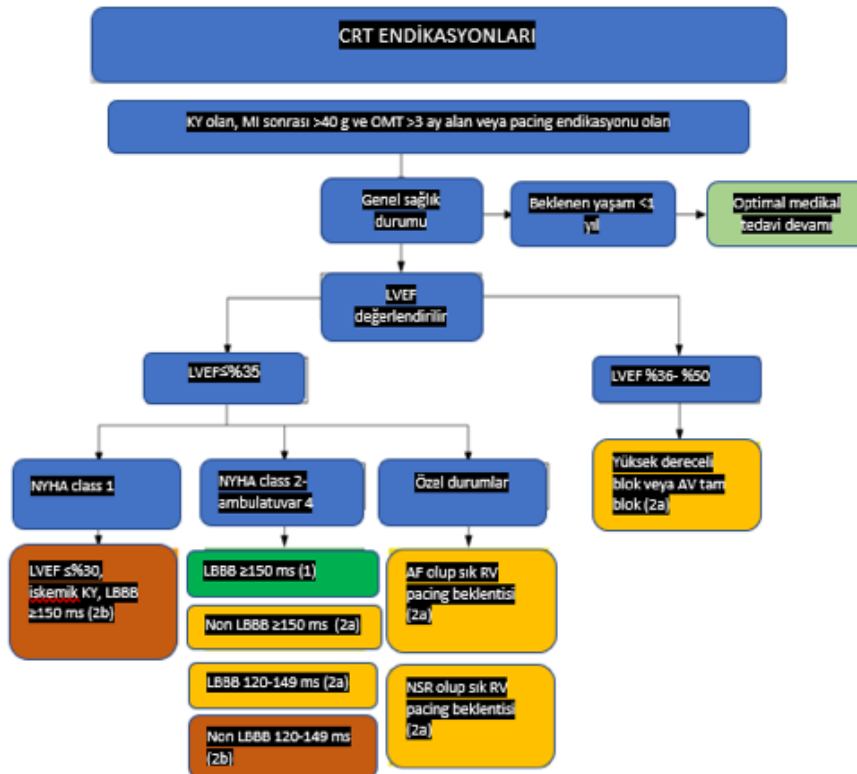 CRT ENDİKASYONLARI
KY olan, MI sonrası >40 g ve OMT >3 ay alan veya pacing endikasyonu olan
Genel sağlık
durumu
Beklenen yaşam <1
yıl
Optimal medikal
tedavi devamı
LVEF
değerlendirilir
LVEF≤%35
LVEF %36- %50
NYHA class 1
NYHA class 2-
ambulatuvar 4
Özel durumlar
Yüksek dereceli
blok veya AV tam
blok (2a)
LVEF ≤%30,
iskemik KY, LBBB
≥150 ms (2b)
LBBB ≥150 ms (1)
Non LBBB ≥150 ms (2a)
LBBB 120-149 ms (2a)
Non LBBB 120-149 ms
(2b)
AF olup sık RV
pacing beklentisi
(2a)
NSR olup sık RV
pacing beklentisi
(2a)